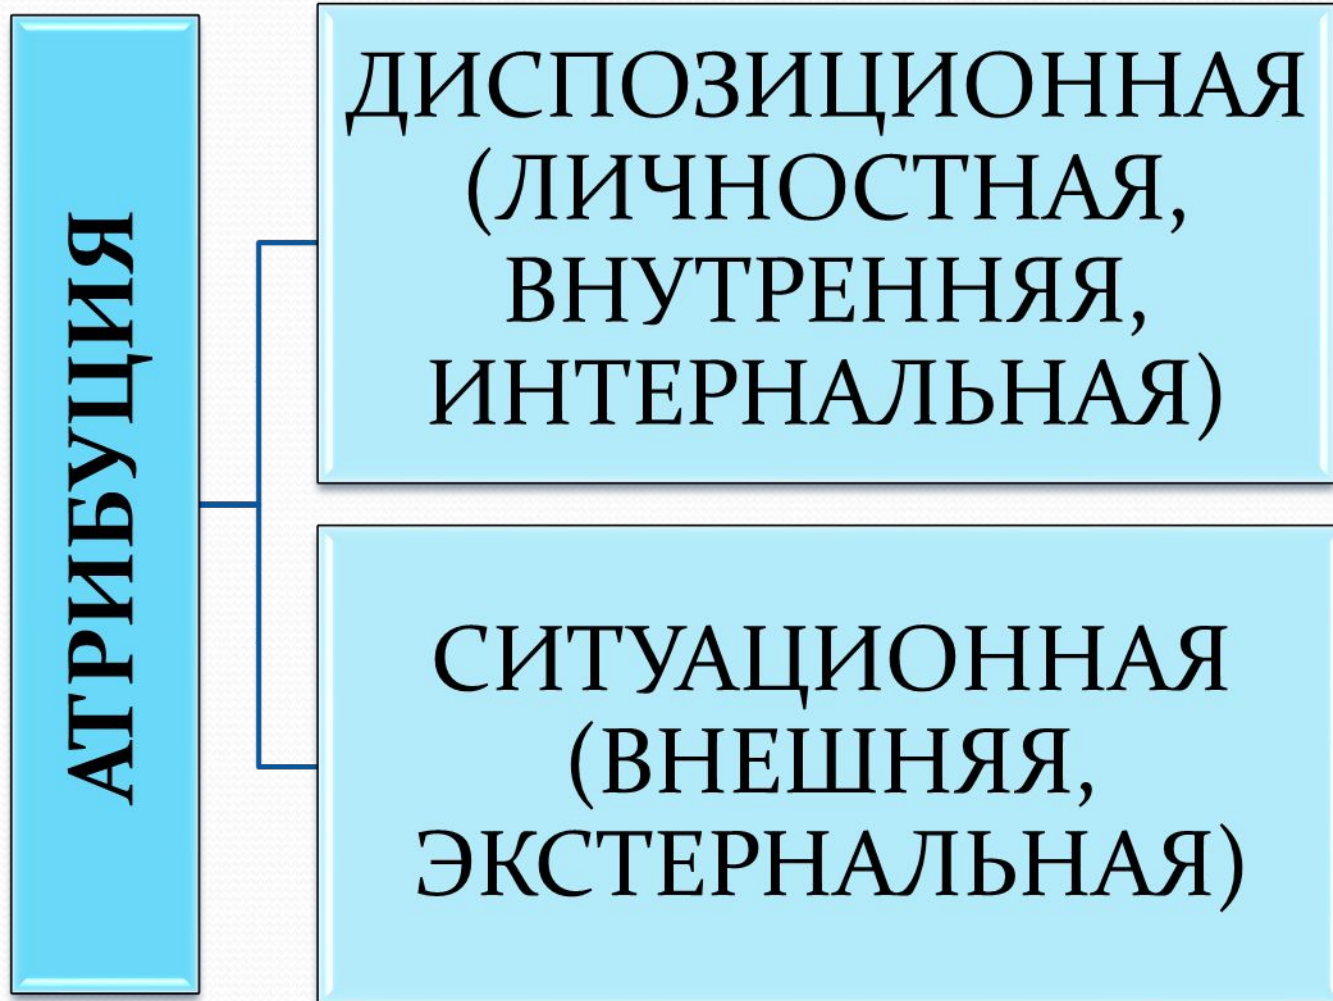 АТРИБУЦИЯ
ДИСПОЗИЦИОННАЯ
(ЛИЧНОСТНАЯ,
ВНУТРЕННЯЯ,
ИНТЕРНАЛЬНАЯ)
СИТУАЦИОННАЯ
(ВНЕШНЯЯ,
ЭКСТЕРНАЛЬНАЯ)